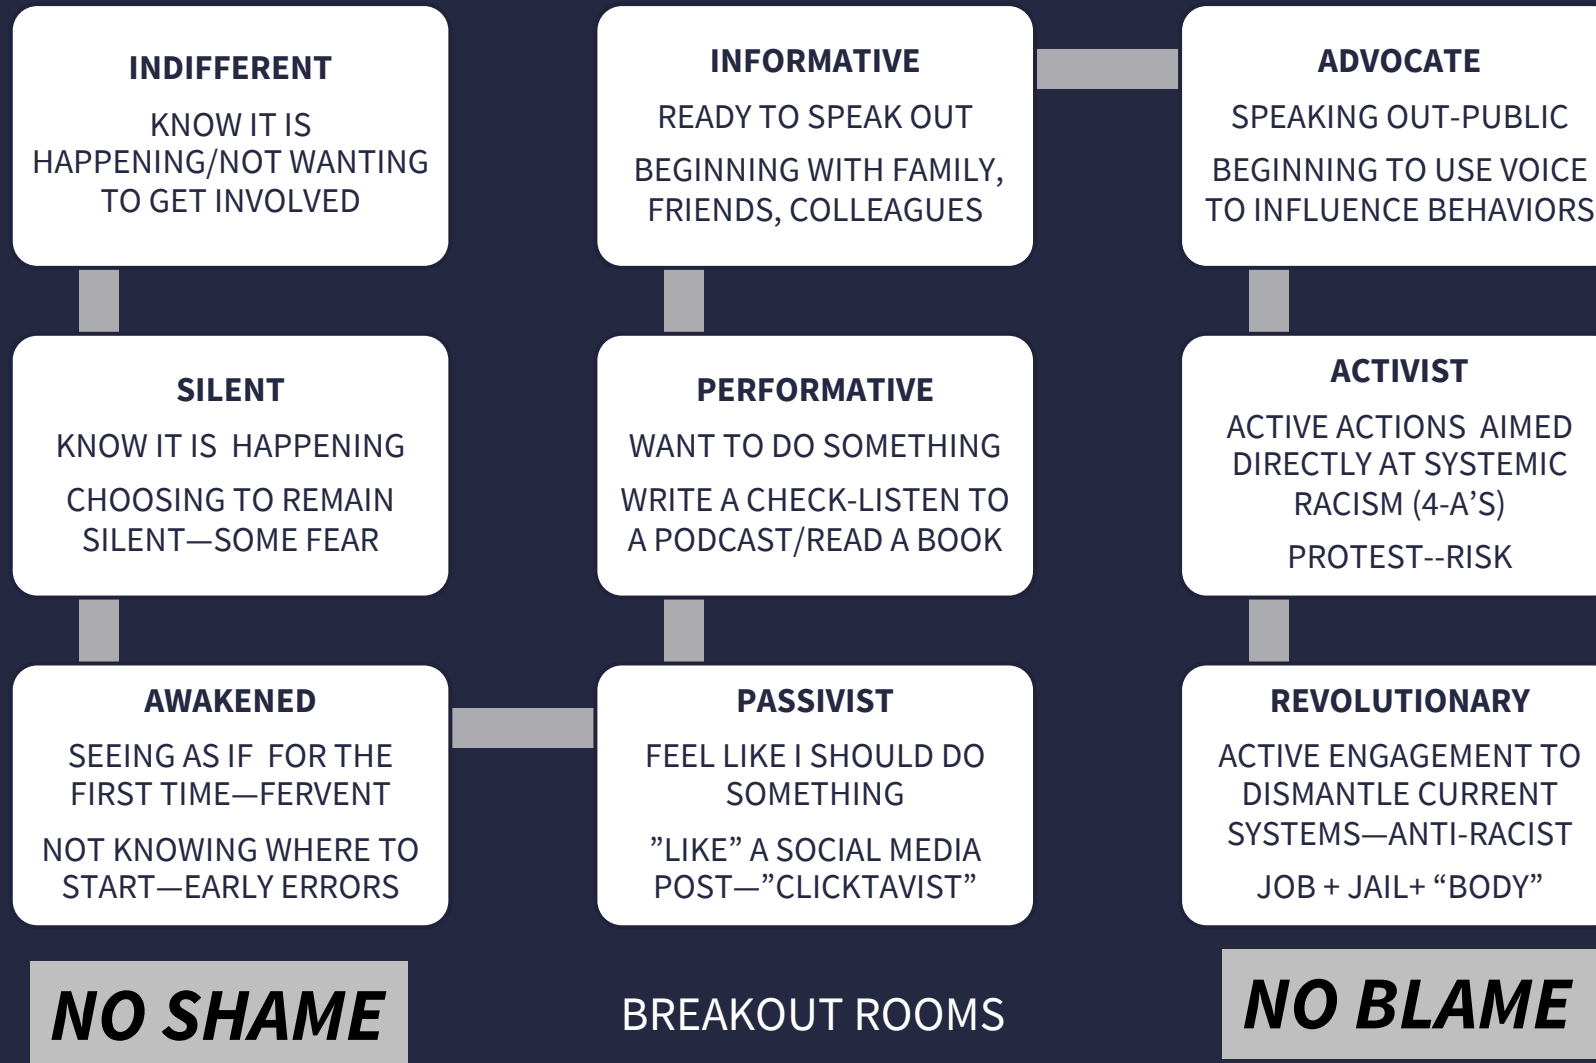 INDIFFERENT
KNOW IT IS
HAPPENING/NOT WANTING
TO GET INVOLVED
SILENT
KNOW IT IS  HAPPENING
CHOOSING TO REMAIN
SILENT—SOME FEAR
AWAKENED
SEEING AS IF  FOR THE
FIRST TIME—FERVENT
NOT KNOWING WHERE TO
START—EARLY ERRORS
PASSIVIST
FEEL LIKE I SHOULD DO
SOMETHING
”LIKE” A SOCIAL MEDIA
POST—”CLICKTAVIST”
PERFORMATIVE
WANT TO DO SOMETHING
WRITE A CHECK-LISTEN TO
A PODCAST/READ A BOOK
INFORMATIVE
READY TO SPEAK OUT
BEGINNING WITH FAMILY,
FRIENDS, COLLEAGUES
ADVOCATE
SPEAKING OUT-PUBLIC
BEGINNING TO USE VOICE
TO INFLUENCE BEHAVIORS
ACTIVIST
ACTIVE ACTIONS  AIMED
DIRECTLY AT SYSTEMIC
RACISM (4-A’S)
PROTEST--RISK
REVOLUTIONARY
ACTIVE ENGAGEMENT TO
DISMANTLE CURRENT
SYSTEMS—ANTI-RACIST
JOB + JAIL+ “BODY”
NO SHAME
BREAKOUT ROOMS
NO BLAME